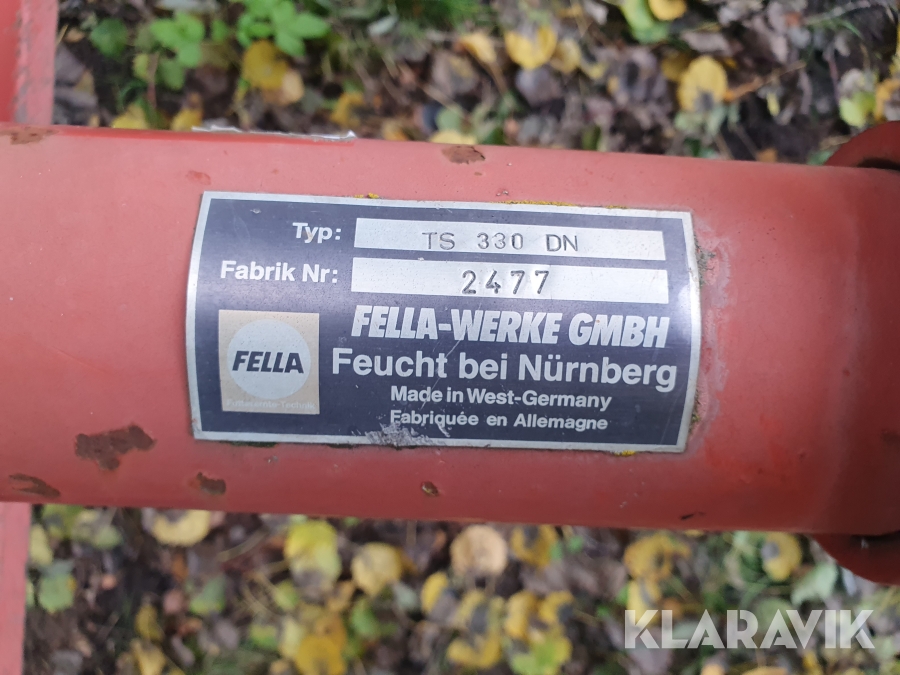 Typ: TS 330 DN
Fabrik Nr: 2477
FELLA-WERKE GMBH
FELLA
Feucht bei Nürnberg
Made in West-Germany
Fabriquée en Allemagne
KLARAVIK